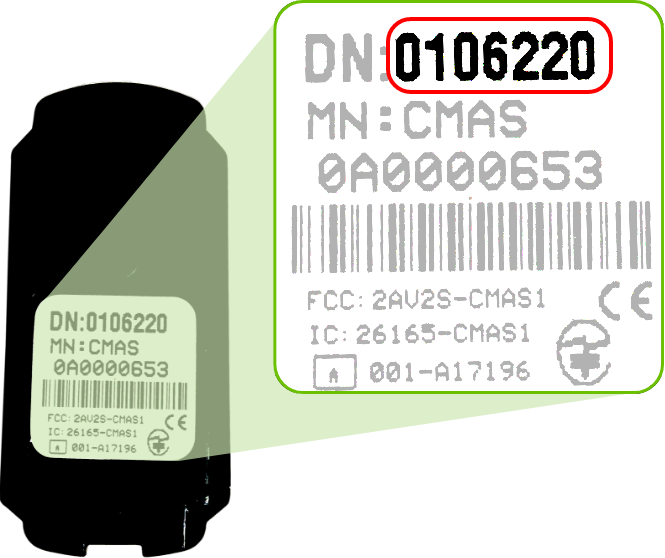 DN:0106220
MN:CMAS
0A0000653
FCC: 2AV2S-CMAS1
IC: 26165-CMAS1
CE
A 001-A17196
DN:0106220
MN:CMAS
0A0000653
FCC: 2AV2S-CMAS1
IC: 26165-CMAS1
CE
A 001-A17196